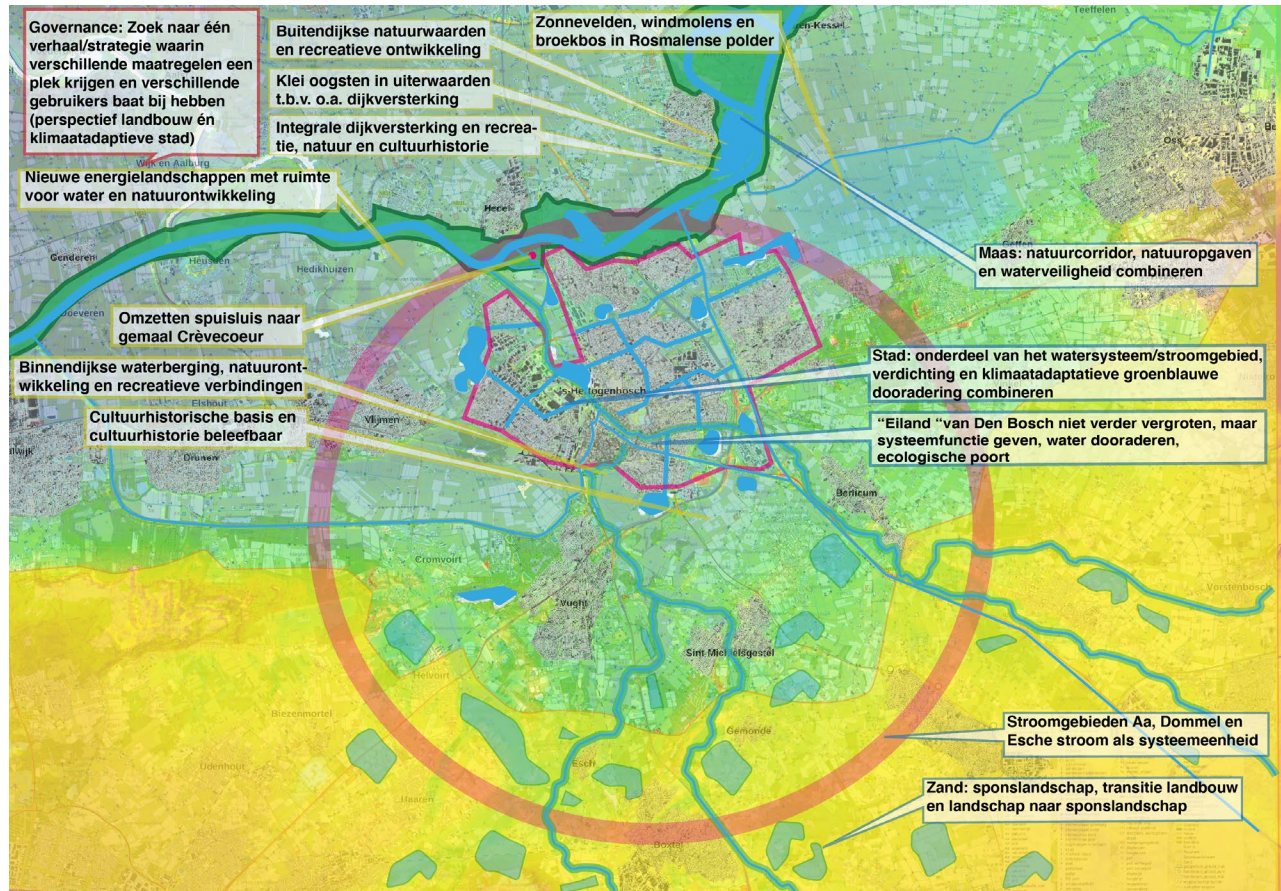 Governance: Zoek naar één
verhaal/strategie waarin
verschillende maatregelen een
plek krijgen en verschillende
gebruikers baat bij hebben
(perspectief landbouw én
klimaatadaptieve stad)
Buitendijkse natuurwaarden
en recreatieve ontwikkeling
Zonnevelden, windmolens en
broekbos in Rosmalense polder
Klei oogsten in uiterwaarden
t.b.v. o.a. dijkversterking
Integrale dijkversterking en recrea-
tie, natuur en cultuurhistorie
Nieuwe energielandschappen met ruimte
voor water en natuurontwikkeling
Maas: natuurcorridor, natuuropgaven
en waterveiligheid combineren
Omzetten spuisluis naar
gemaal Crèvecoeur
Binnendijkse waterberging, natuuront-
wikkeling en recreatieve verbindingen
Stad: onderdeel van het watersysteem/stroomgebied,
verdichting en klimaatadaptatieve groenblauwe
dooradering combineren
Cultuurhistorische basis en
cultuurhistorie beleefbaar
“Eiland “van Den Bosch niet verder vergroten, maar
systeemfunctie geven, water dooraderen,
ecologische poort
Stroomgebieden Aa, Dommel en
Esche stroom als systeemeenheid
Zand: sponslandschap, transitie landbouw
en landschap naar sponslandschap
Teeffelen
Oss
Wijk en Aalburg
Hedel
Genderen
Heusden
Hedikhuizen
Geffen
Doeveren
Elshout
's-Hertogenbosch
Vlijmen
Drunen
Berlicum
Cromvoirt
Vorstenbosch
Vught
Sint-Michielsgestel
Helvoirt
Biezenmortel
Gemonde
Udenhout
Esch
Haaren
Boxtel